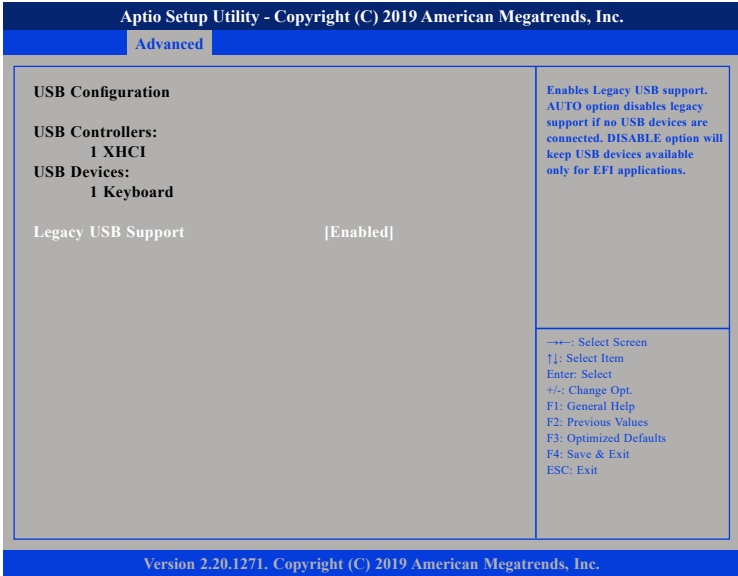 Aptio Setup Utility - Copyright (C) 2019 American Megatrends, Inc.
Advanced
USB Configuration
USB Controllers:
1 XHCI
USB Devices:
1 Keyboard
Legacy USB Support [Enabled]
Enables Legacy USB support.
AUTO option disables legacy
support if no USB devices are
connected. DISABLE option will
keep USB devices available
only for EFI applications.
→←: Select Screen
↑↓: Select Item
Enter: Select
+/-: Change Opt.
F1: General Help
F2: Previous Values
F3: Optimized Defaults
F4: Save & Exit
ESC: Exit
Version 2.20.1271. Copyright (C) 2019 American Megatrends, Inc.